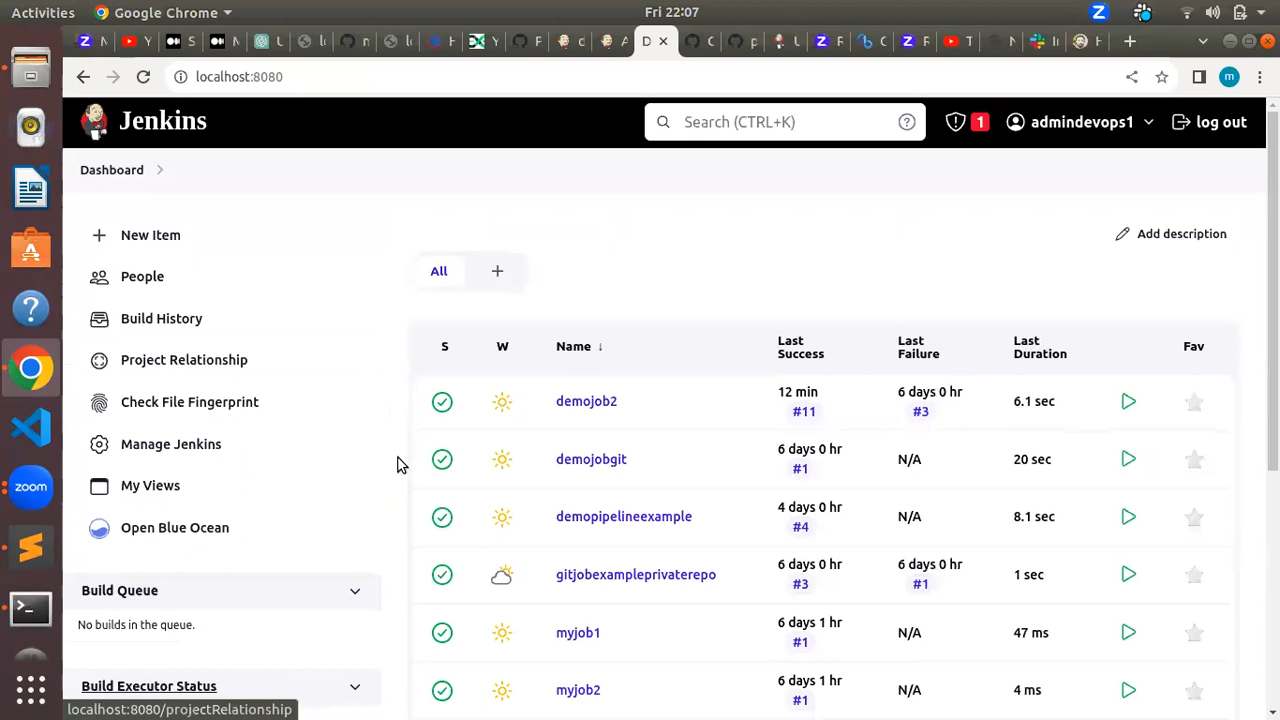 Activities Google Chrome Fri 22:07
D
localhost:8080
m
Jenkins Search (CTRL+K) 1 admindevops1 log out
Dashboard
New Item
Add description
People
All +
Build History
S W Name ↓ Last Success Last Failure Last Duration Fav
Project Relationship
demojob2 12 min #11 6 days 0 hr #3 6.1 sec
Check File Fingerprint
Manage Jenkins
demojobgit 6 days 0 hr #1 N/A 20 sec
My Views
demopipelineexample 4 days 0 hr #4 N/A 8.1 sec
Open Blue Ocean
gitjobexampleprivaterepo 6 days 0 hr #3 6 days 0 hr #1 1 sec
Build Queue
No builds in the queue.
myjob1 6 days 1 hr #1 N/A 47 ms
Build Executor Status
myjob2 6 days 1 hr #1 N/A 4 ms
localhost:8080/projectRelationship
zoom